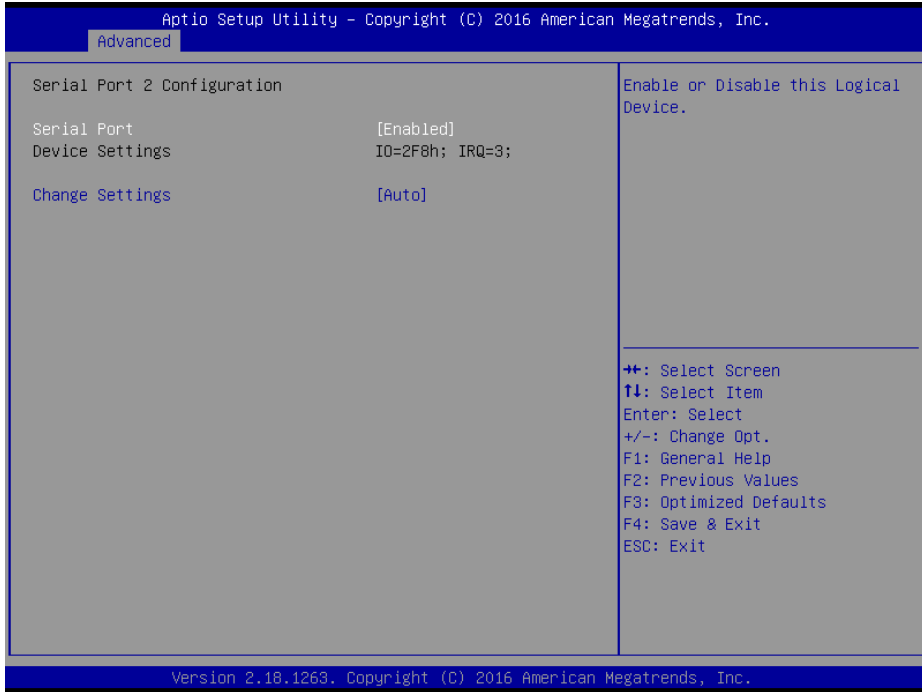 Aptio Setup Utility – Copyright (C) 2016 American Megatrends, Inc.
Advanced
Serial Port 2 Configuration
Serial Port [Enabled]
Device Settings IO=2F8h; IRQ=3;
Change Settings [Auto]
Enable or Disable this Logical
Device.
→←: Select Screen
↑↓: Select Item
Enter: Select
+/-: Change Opt.
F1: General Help
F2: Previous Values
F3: Optimized Defaults
F4: Save & Exit
ESC: Exit
Version 2.18.1263. Copyright (C) 2016 American Megatrends, Inc.